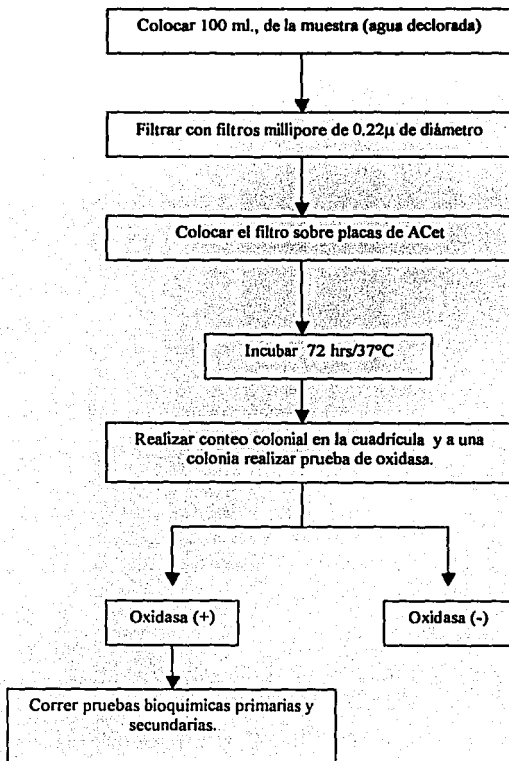 Colocar 100 ml., de la muestra (agua declorada)
Filtrar con filtros millipore de 0.22µ de diámetro
Colocar el filtro sobre placas de ACet
Incubar 72 hrs/37°C
Realizar conteo colonial en la cuadrícula y a una
colonia realizar prueba de oxidasa.
Oxidasa (+)
Oxidasa (-)
Correr pruebas bioquímicas primarias y
secundarias.